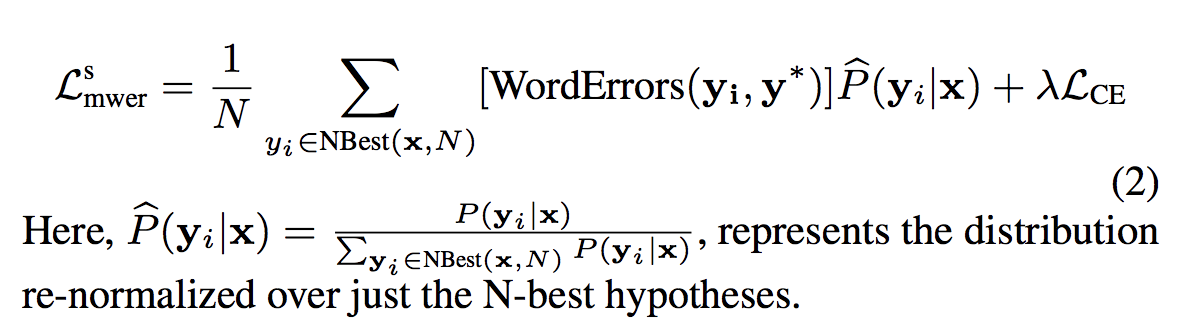 $\mathcal{L}_{\text{mwer}}^{\text{s}} = \frac{1}{N} \sum_{y_i \in \text{NBest}(\mathbf{x}, N)} [\text{WordErrors}(\mathbf{y_i}, \mathbf{y}^*)] \widehat{P}(\mathbf{y}_i|\mathbf{x}) + \lambda \mathcal{L}_{\text{CE}}$
(2)
Here, $\widehat{P}(\mathbf{y}_i|\mathbf{x}) = \frac{P(\mathbf{y}_i|\mathbf{x})}{\sum_{\mathbf{y}_i \in \text{NBest}(\mathbf{x}, N)} P(\mathbf{y}_i|\mathbf{x})}$, represents the distribution
re-normalized over just the N-best hypotheses.